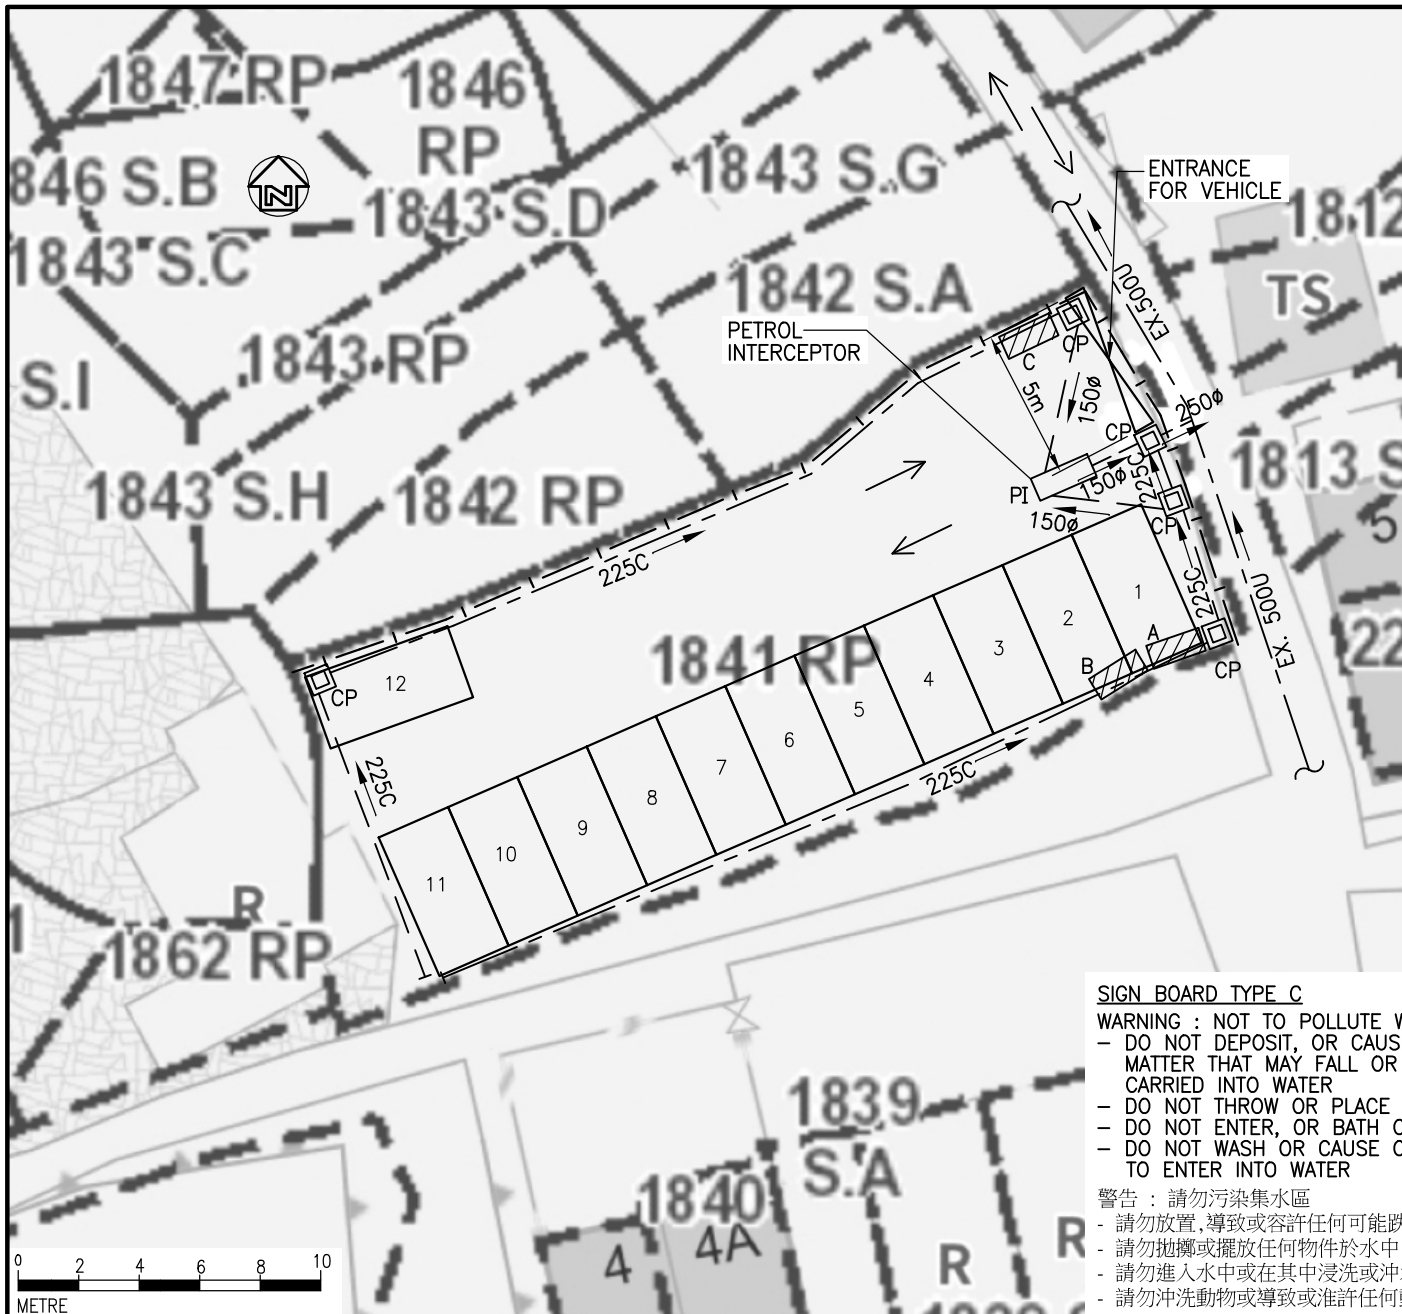 1847 RP
1846
RP
846 S.B
N
1843 S.D
1843 S.G
1843 S.C
1842 S.A
ENTRANCE
FOR VEHICLE
1812
TS
EX.500U
PETROL
INTERCEPTOR
CP
C
5m
150ø
250ø
1843 RP
S.I
CP
225C
150ø
PI
150ø
CP
1813 S
5
1843 S.H
1842 RP
225C
225C
EX. 500U
22
1841 RP
1
2
3
4
5
6
7
8
9
10
11
12
A
B
CP
CP
225C
225C
R
1862 RP
1
SIGN BOARD TYPE C
WARNING : NOT TO POLLUTE W
– DO NOT DEPOSIT, OR CAUS
MATTER THAT MAY FALL OR
CARRIED INTO WATER
– DO NOT THROW OR PLACE
– DO NOT ENTER, OR BATH O
– DO NOT WASH OR CAUSE O
TO ENTER INTO WATER
警告 : 請勿污染集水區
- 請勿放置,導致或容許任何可能跌
- 請勿拋擲或擺放任何物件於水中
- 請勿進入水中或在其中浸洗或沖
- 請勿沖洗動物或導致或准許任何
1839
S.A
1840
4
4A
R
R
0 2 4 6 8 10
METRE